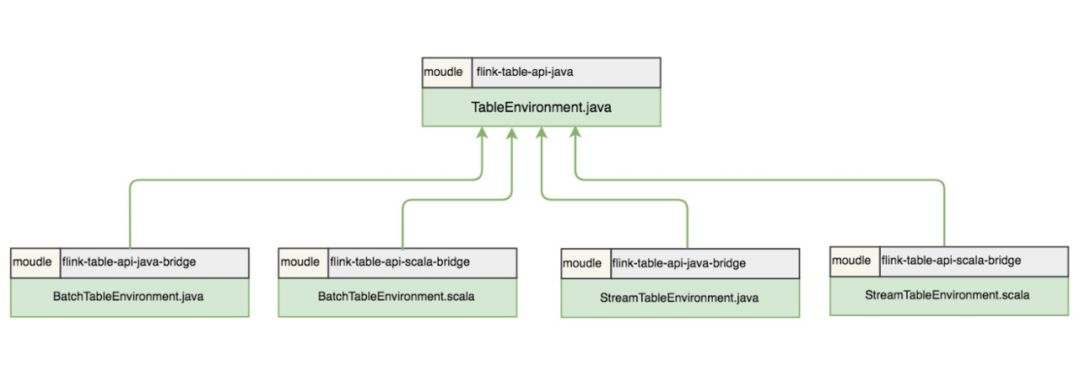 moudle flink-table-api-java
TableEnvironment.java
moudle flink-table-api-java-bridge
BatchTableEnvironment.java
moudle flink-table-api-scala-bridge
BatchTableEnvironment.scala
moudle flink-table-api-java-bridge
StreamTableEnvironment.java
moudle flink-table-api-scala-bridge
StreamTableEnvironment.scala